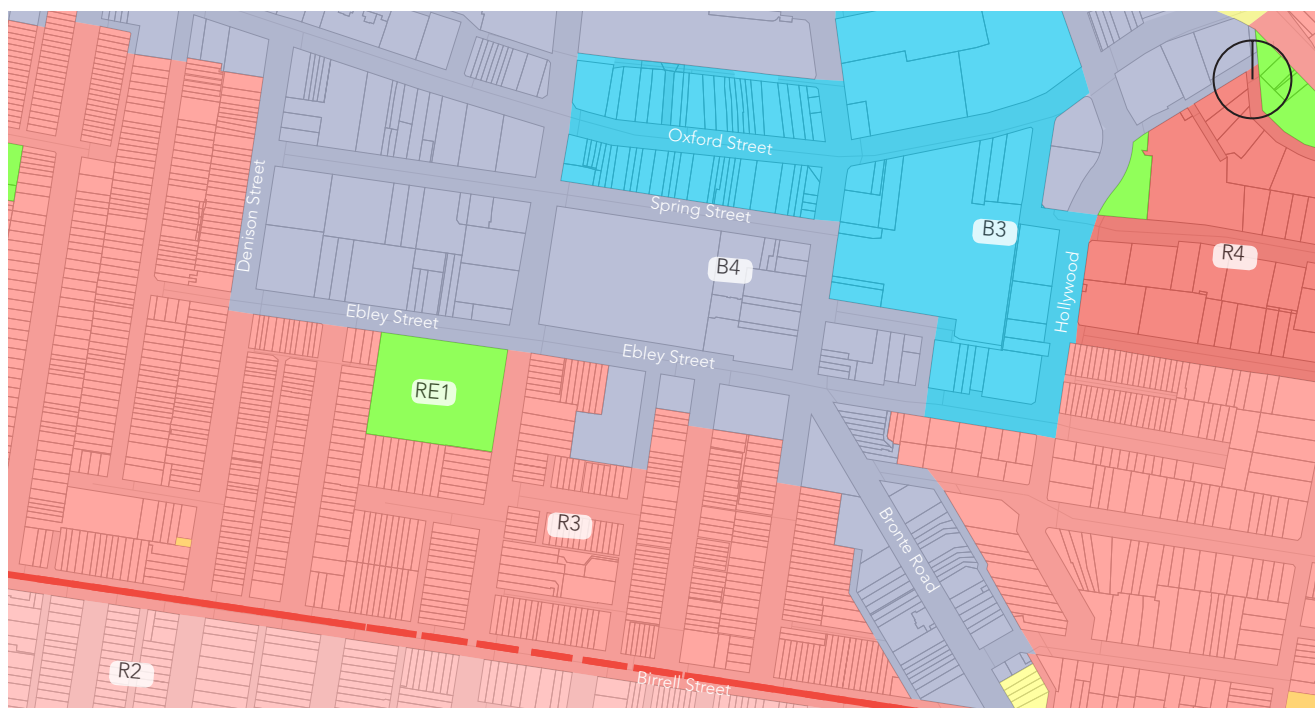 Oxford Street
Spring Street
Denison Street
B3
R4
B4
Hollywood
Ebley Street
Ebley Street
RE1
R3
Bronte Road
R2
Birrell Street